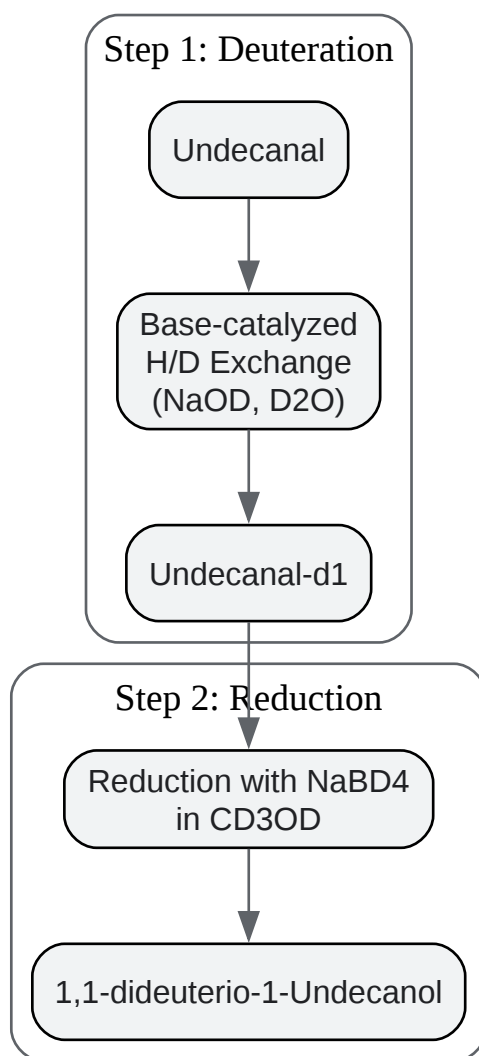 Step 1: Deuteration
Undecanal
Base-catalyzed
H/D Exchange
(NaOD, D2O)
Undecanal-d1
Step 2: Reduction
Reduction with NaBD4
in CD3OD
1,1-dideuterio-1-Undecanol